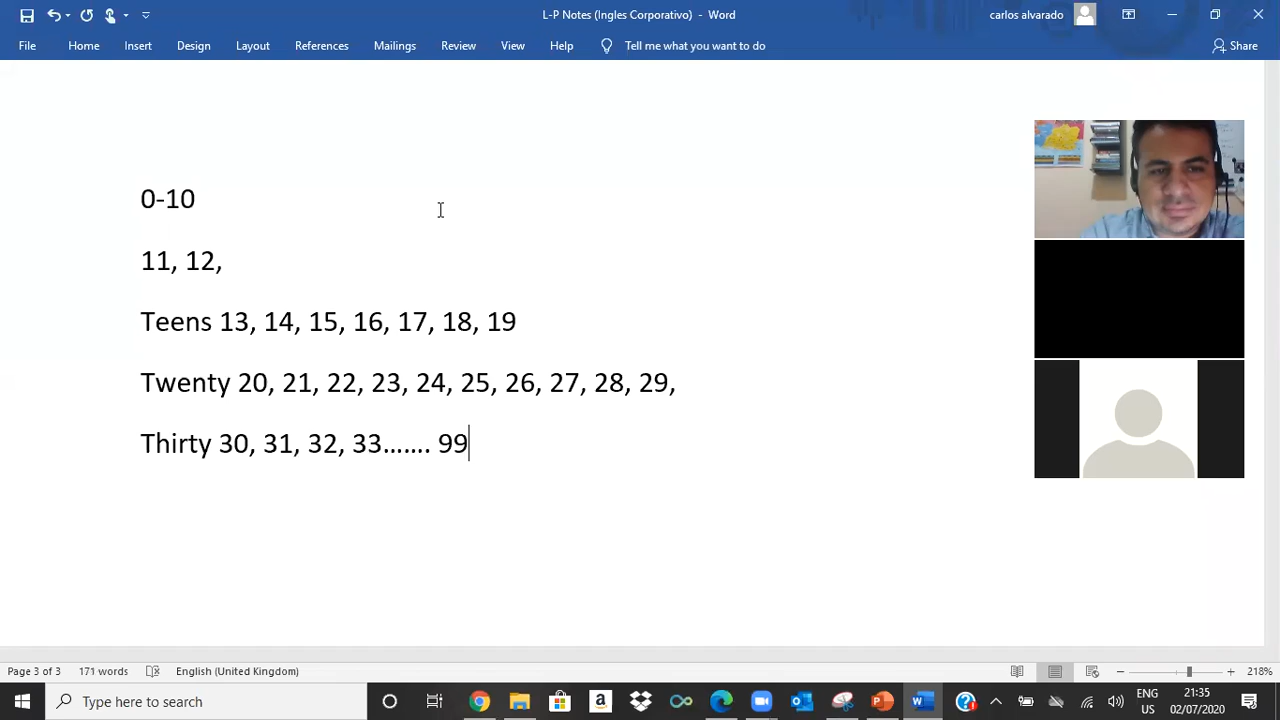 L-P Notes (Ingles Corporativo) - Word
carlos alvarado
File Home Insert Design Layout References Mailings Review View Help Tell me what you want to do Share
0-10
11, 12,
Teens 13, 14, 15, 16, 17, 18, 19
Twenty 20, 21, 22, 23, 24, 25, 26, 27, 28, 29,
Thirty 30, 31, 32, 33……. 99
Page 3 of 3 171 words English (United Kingdom) 218%
Type here to search
ENG 21:35
US 02/07/2020